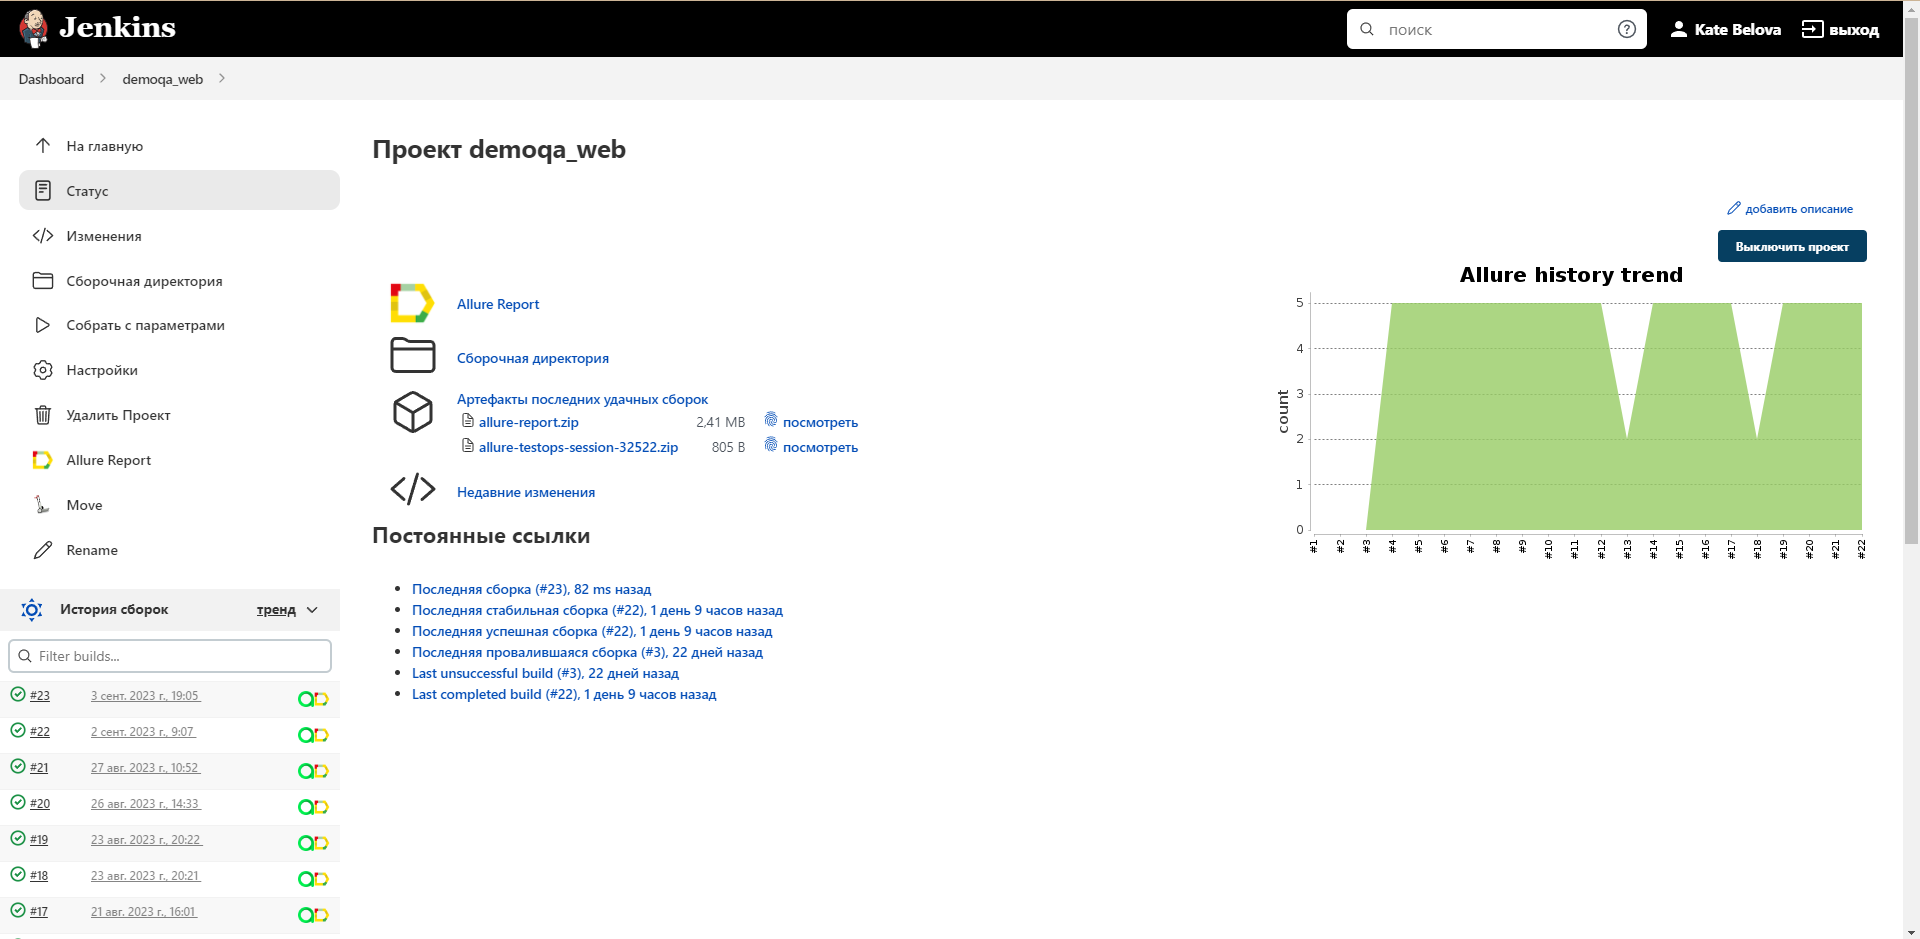 Jenkins
поиск
Kate Belova
выход
Dashboard
demoqa_web
На главную
Статус
Изменения
Сборочная директория
Собрать с параметрами
Настройки
Удалить Проект
Allure Report
Move
Rename
История сборок
тренд
Filter builds...
#23 3 сент. 2023 г., 19:05
#22 2 сент. 2023 г., 9:07
#21 27 авг. 2023 г., 10:52
#20 26 авг. 2023 г., 14:33
#19 23 авг. 2023 г., 20:22
#18 23 авг. 2023 г., 20:21
#17 21 авг. 2023 г., 16:01
Проект demoqa_web
добавить описание
Выключить проект
Allure Report
Сборочная директория
Артефакты последних удачных сборок
allure-report.zip 2,41 MB посмотреть
allure-testops-session-32522.zip 805 B посмотреть
Недавние изменения
Постоянные ссылки
Последняя сборка (#23), 82 ms назад
Последняя стабильная сборка (#22), 1 день 9 часов назад
Последняя успешная сборка (#22), 1 день 9 часов назад
Последняя провалившаяся сборка (#3), 22 дней назад
Last unsuccessful build (#3), 22 дней назад
Last completed build (#22), 1 день 9 часов назад
Allure history trend
count
5
4
3
2
1
0
#1 #2 #3 #4 #5 #6 #7 #8 #9 #10 #11 #12 #13 #14 #15 #16 #17 #18 #19 #20 #21 #22